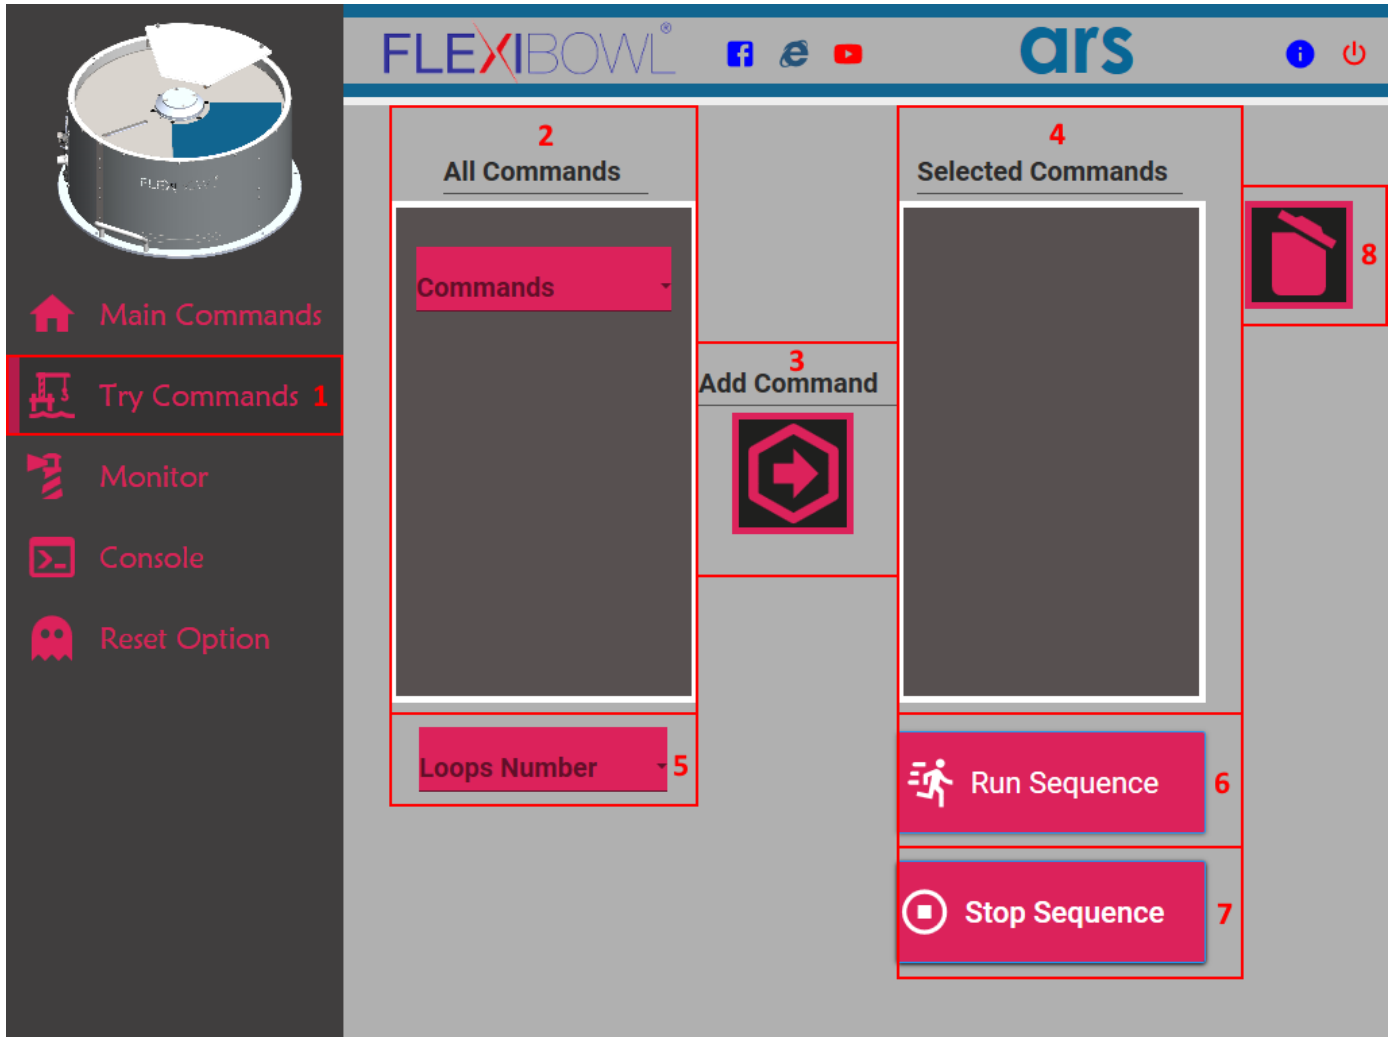 FLEXIBOWL®
ars
2
All Commands
4
Selected Commands
8
Commands
Main Commands
3
Add Command
Try Commands 1
Monitor
Console
Reset Option
Loops Number
5
Run Sequence
6
Stop Sequence
7